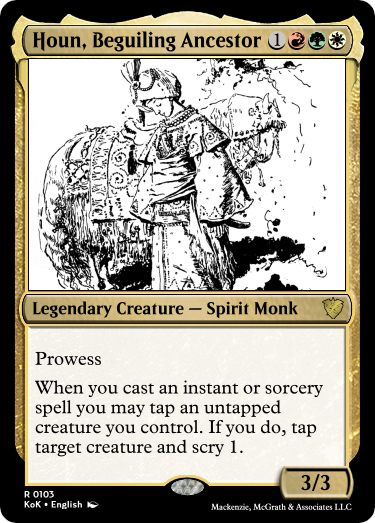 Houn, Beguiling Ancestor 1
Legendary Creature — Spirit Monk
Prowess
When you cast an instant or sorcery
spell you may tap an untapped
creature you control. If you do, tap
target creature and scry 1.
3/3
R 0103
KoK • English
Mackenzie, McGrath & Associates LLC